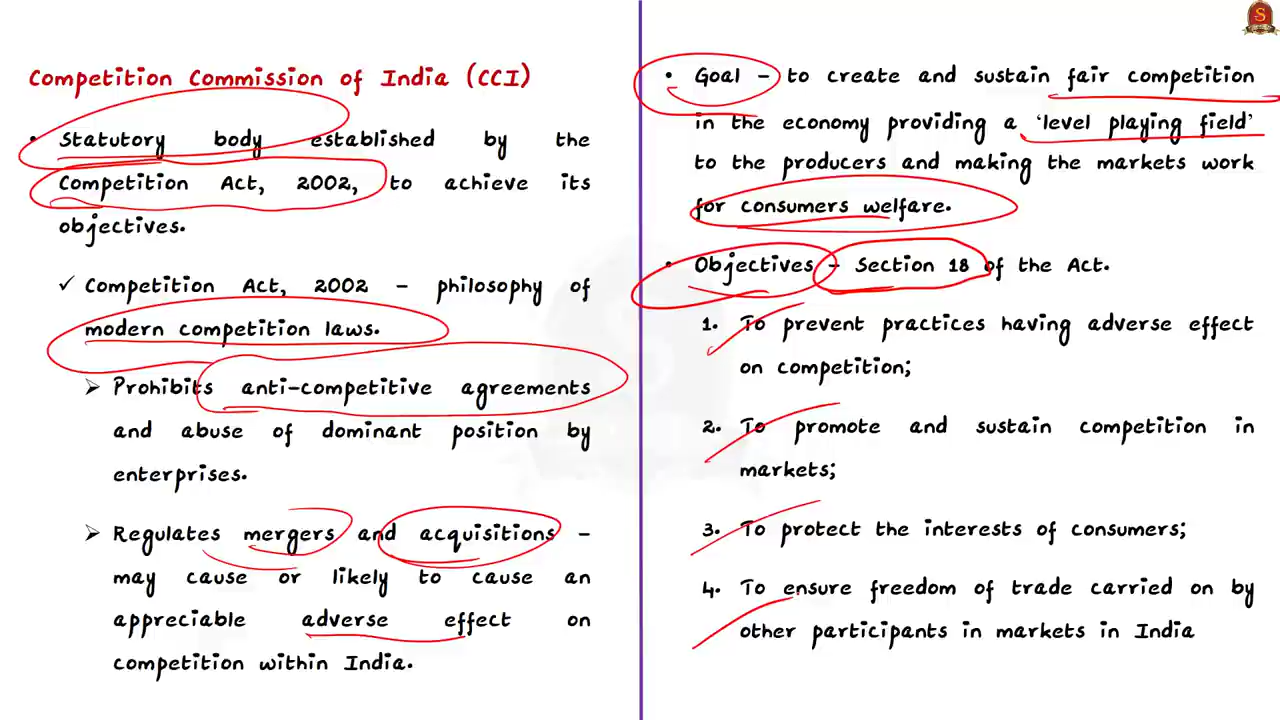 Competition Commission of India (CCI)
• Statutory body established by the
Competition Act, 2002, to achieve its
objectives.
✓ Competition Act, 2002 – philosophy of
modern competition laws.
➢ Prohibits anti-competitive agreements
and abuse of dominant position by
enterprises.
➢ Regulates mergers and acquisitions –
may cause or likely to cause an
appreciable adverse effect on
competition within India.
• Goal – to create and sustain fair competition
in the economy providing a ‘level playing field’
to the producers and making the markets work
for consumers welfare.
• Objectives – Section 18 of the Act.
1. To prevent practices having adverse effect
on competition;
2. To promote and sustain competition in
markets;
3. To protect the interests of consumers;
4. To ensure freedom of trade carried on by
other participants in markets in India